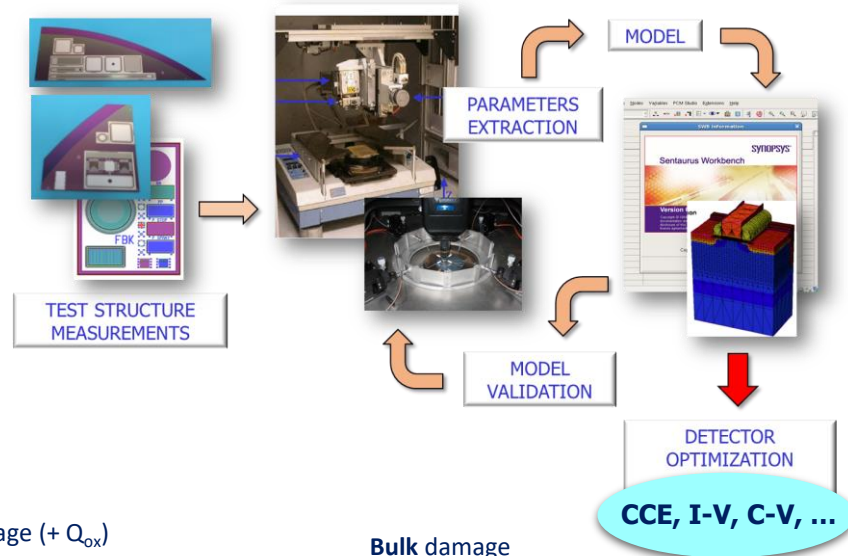 MODEL
PARAMETERS
EXTRACTION
SYNOPSYS
Sentaurus Workbench
FBK
TEST STRUCTURE
MEASUREMENTS
MODEL
VALIDATION
DETECTOR
OPTIMIZATION
CCE, I-V, C-V, ...
age (+ Qox)
Bulk damage